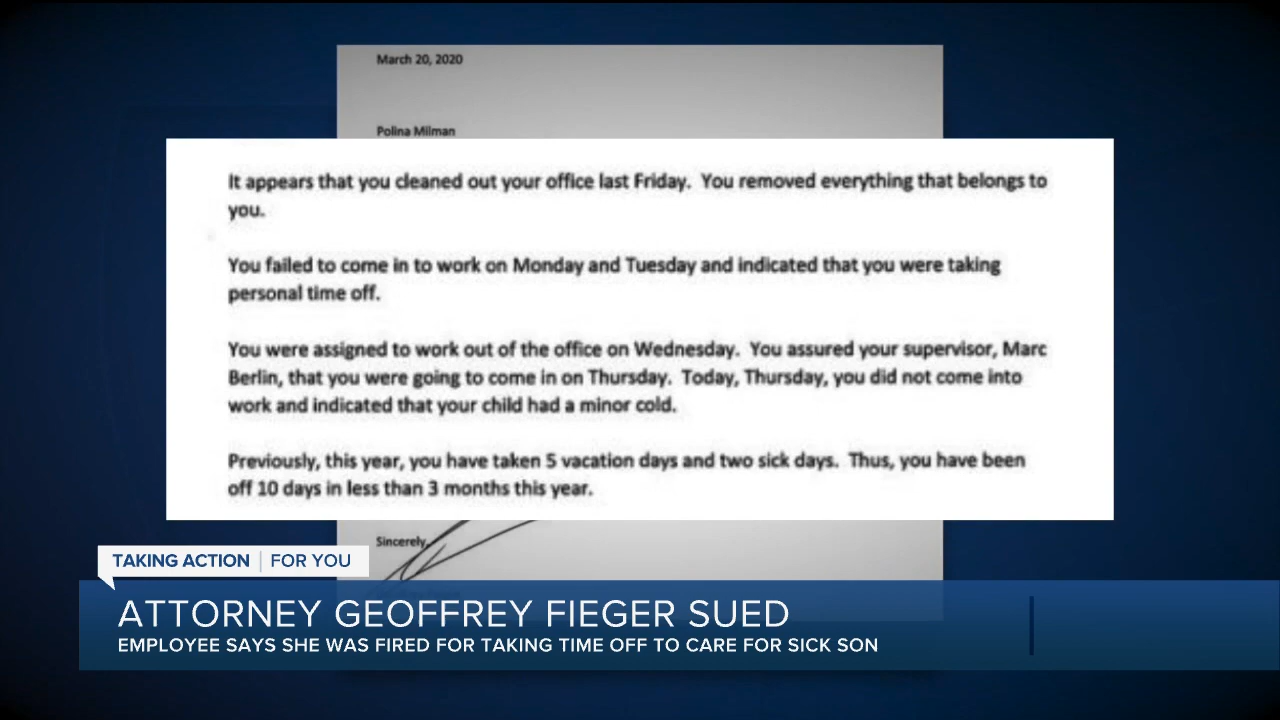 March 20, 2020
Polina Milman
It appears that you cleaned out your office last Friday. You removed everything that belongs to
you.
You failed to come in to work on Monday and Tuesday and indicated that you were taking
personal time off.
You were assigned to work out of the office on Wednesday. You assured your supervisor, Marc
Berlin, that you were going to come in on Thursday. Today, Thursday, you did not come into
work and indicated that your child had a minor cold.
Previously, this year, you have taken 5 vacation days and two sick days. Thus, you have been
off 10 days in less than 3 months this year.
Sincerely,
TAKING ACTION | FOR YOU
ATTORNEY GEOFFREY FIEGER SUED
EMPLOYEE SAYS SHE WAS FIRED FOR TAKING TIME OFF TO CARE FOR SICK SON